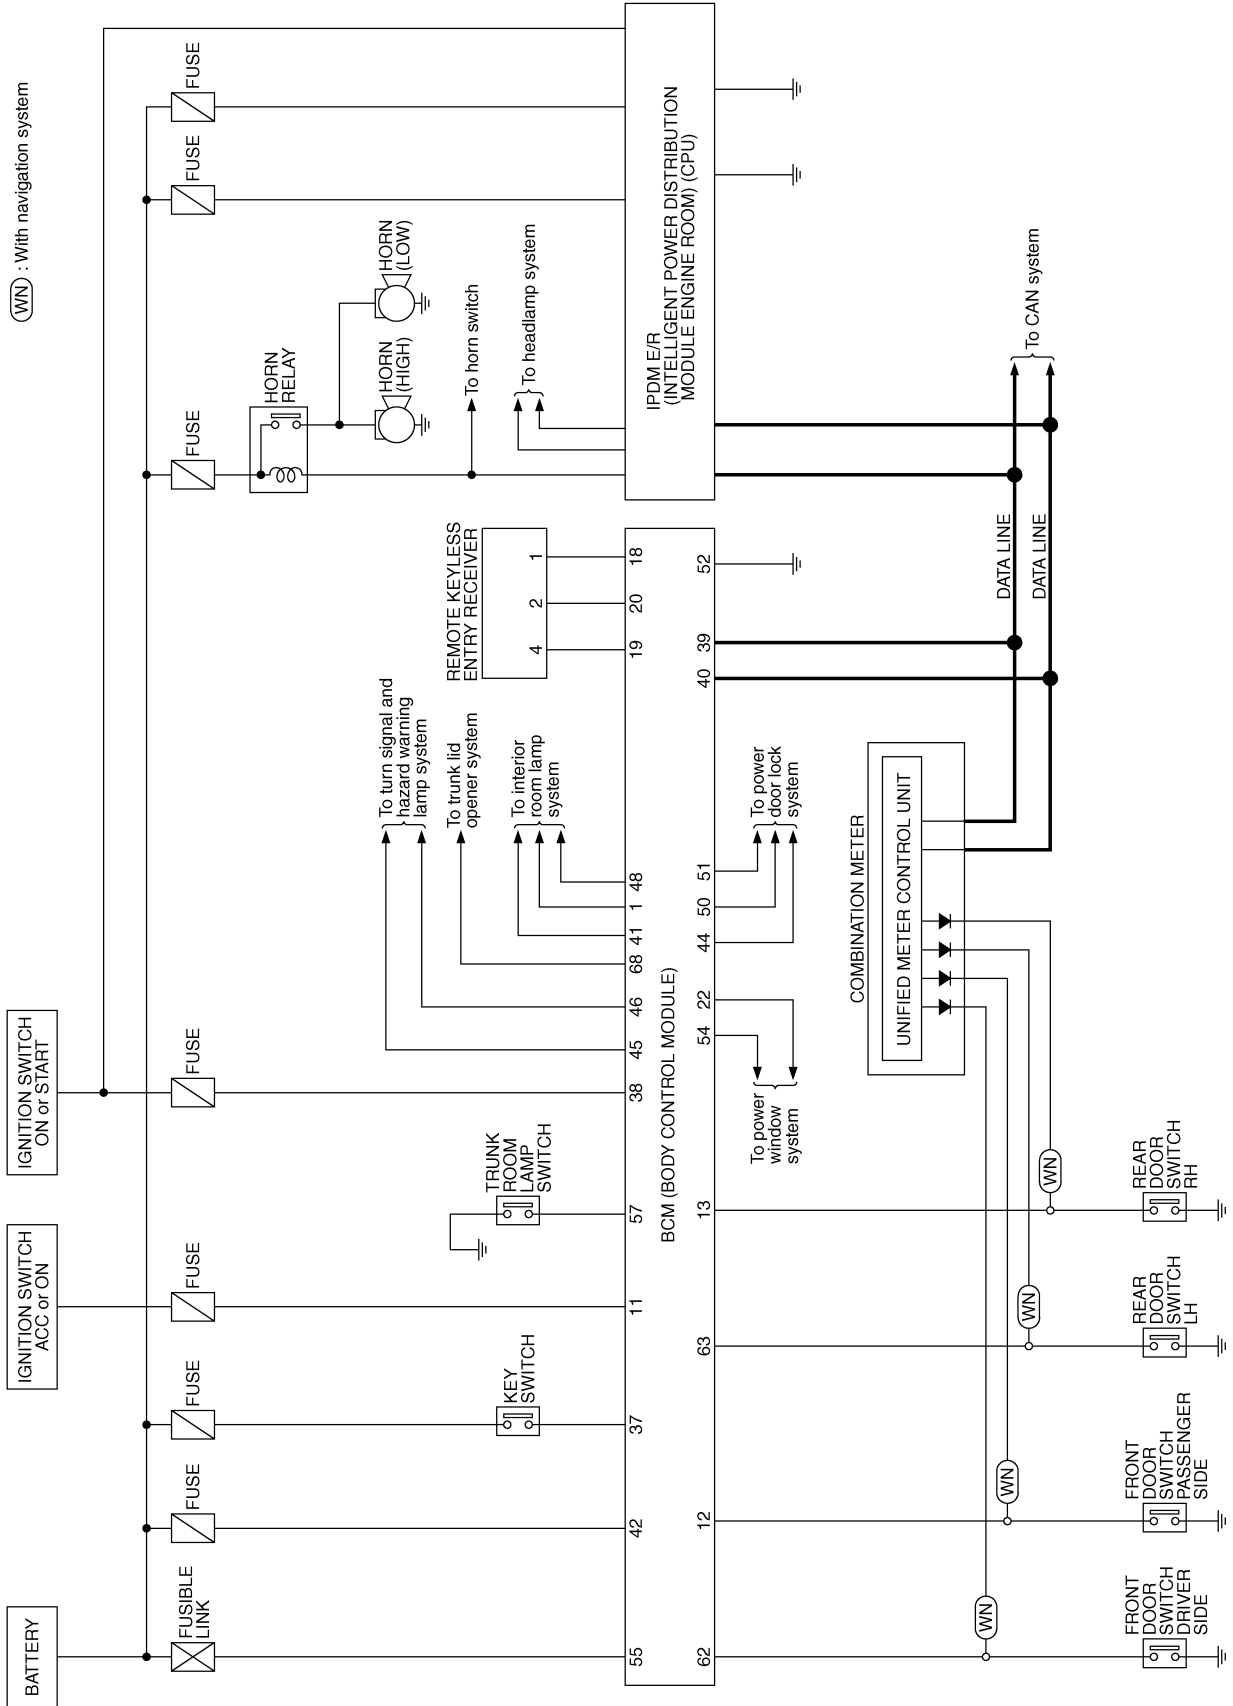 BATTERY
IGNITION SWITCH
ACC or ON
IGNITION SWITCH
ON or START
WN : With navigation system
FUSIBLE
LINK
FUSE
FUSE
FUSE
FUSE
FUSE
FUSE
FUSE
HORN
RELAY
HORN
(HIGH)
HORN
(LOW)
To horn switch
To headlamp system
KEY
SWITCH
TRUNK
ROOM
LAMP
SWITCH
To turn signal and
hazard warning
lamp system
To trunk lid
opener system
To interior
room lamp
system
REMOTE KEYLESS
ENTRY RECEIVER
4
2
1
55
42
37
11
57
38
45
46
68
41
1
48
19
20
18
BCM (BODY CONTROL MODULE)
IPDM E/R
(INTELLIGENT POWER DISTRIBUTION
MODULE ENGINE ROOM) (CPU)
62
12
63
13
54
22
44
50
51
40
39
52
To power
window
system
To power
door lock
system
COMBINATION METER
UNIFIED METER CONTROL UNIT
DATA LINE
DATA LINE
To CAN system
WN
WN
WN
WN
FRONT
DOOR
SWITCH
DRIVER
SIDE
FRONT
DOOR
SWITCH
PASSENGER
SIDE
REAR
DOOR
SWITCH
LH
REAR
DOOR
SWITCH
RH